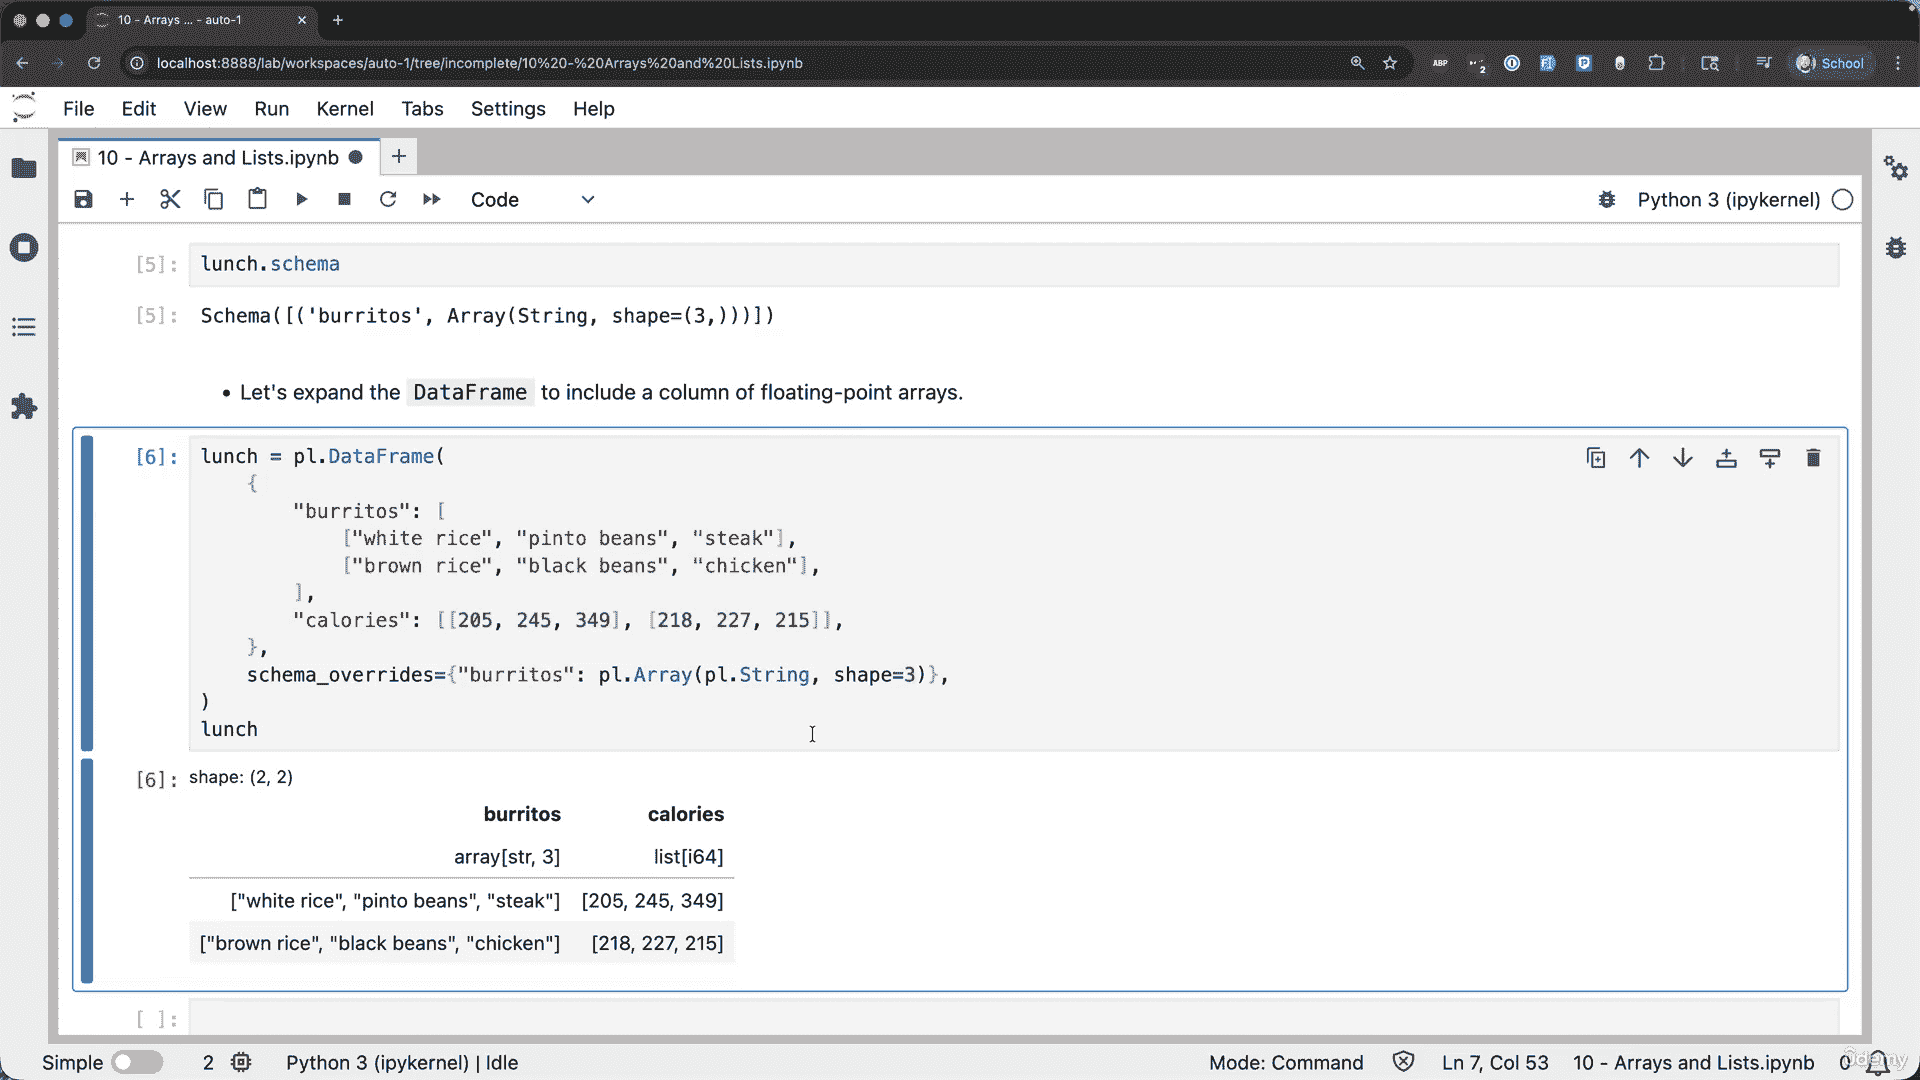 10 - Arrays ... - auto-1
localhost:8888/lab/workspaces/auto-1/tree/incomplete/10%20-%20Arrays%20and%20Lists.ipynb
ABP
2
School
File Edit View Run Kernel Tabs Settings Help
10 - Arrays and Lists.ipynb
Code
Python 3 (ipykernel)
[5]: lunch.schema
[5]: Schema([('burritos', Array(String, shape=(3,)))])
• Let's expand the DataFrame to include a column of floating-point arrays.
[6]: lunch = pl.DataFrame(
{
"burritos": [
["white rice", "pinto beans", "steak"],
["brown rice", "black beans", "chicken"],
],
"calories": [[205, 245, 349], [218, 227, 215]],
},
schema_overrides={"burritos": pl.Array(pl.String, shape=3)},
)
lunch
[6]: shape: (2, 2)
burritos calories
array[str, 3] list[i64]
["white rice", "pinto beans", "steak"] [205, 245, 349]
["brown rice", "black beans", "chicken"] [218, 227, 215]
[ ]:
Simple 2 Python 3 (ipykernel) | Idle Mode: Command Ln 7, Col 53 10 - Arrays and Lists.ipynb 0
udemy